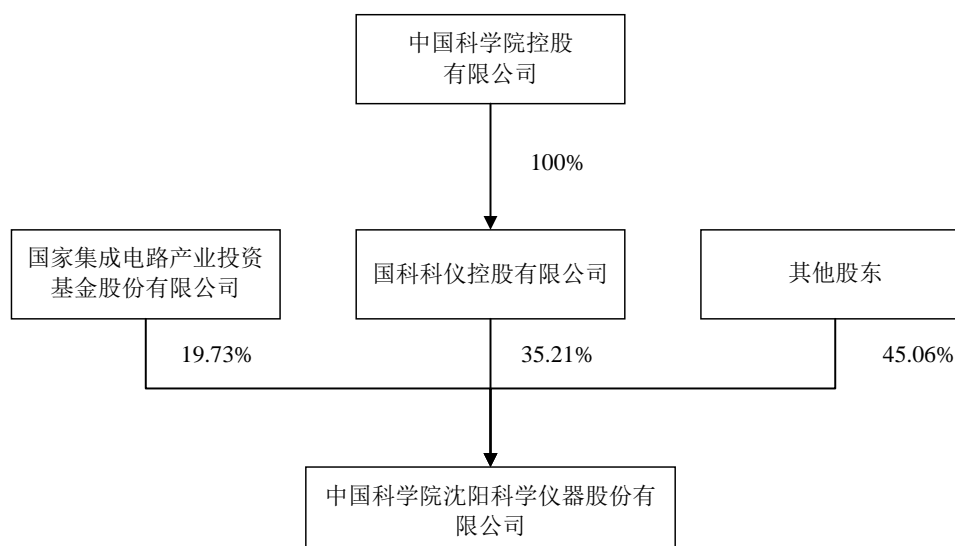 中国科学院控股
有限公司
100%
国家集成电路产业投资
基金股份有限公司
国科科仪控股有限公司
其他股东
19.73%
35.21%
45.06%
中国科学院沈阳科学仪器股份有
限公司